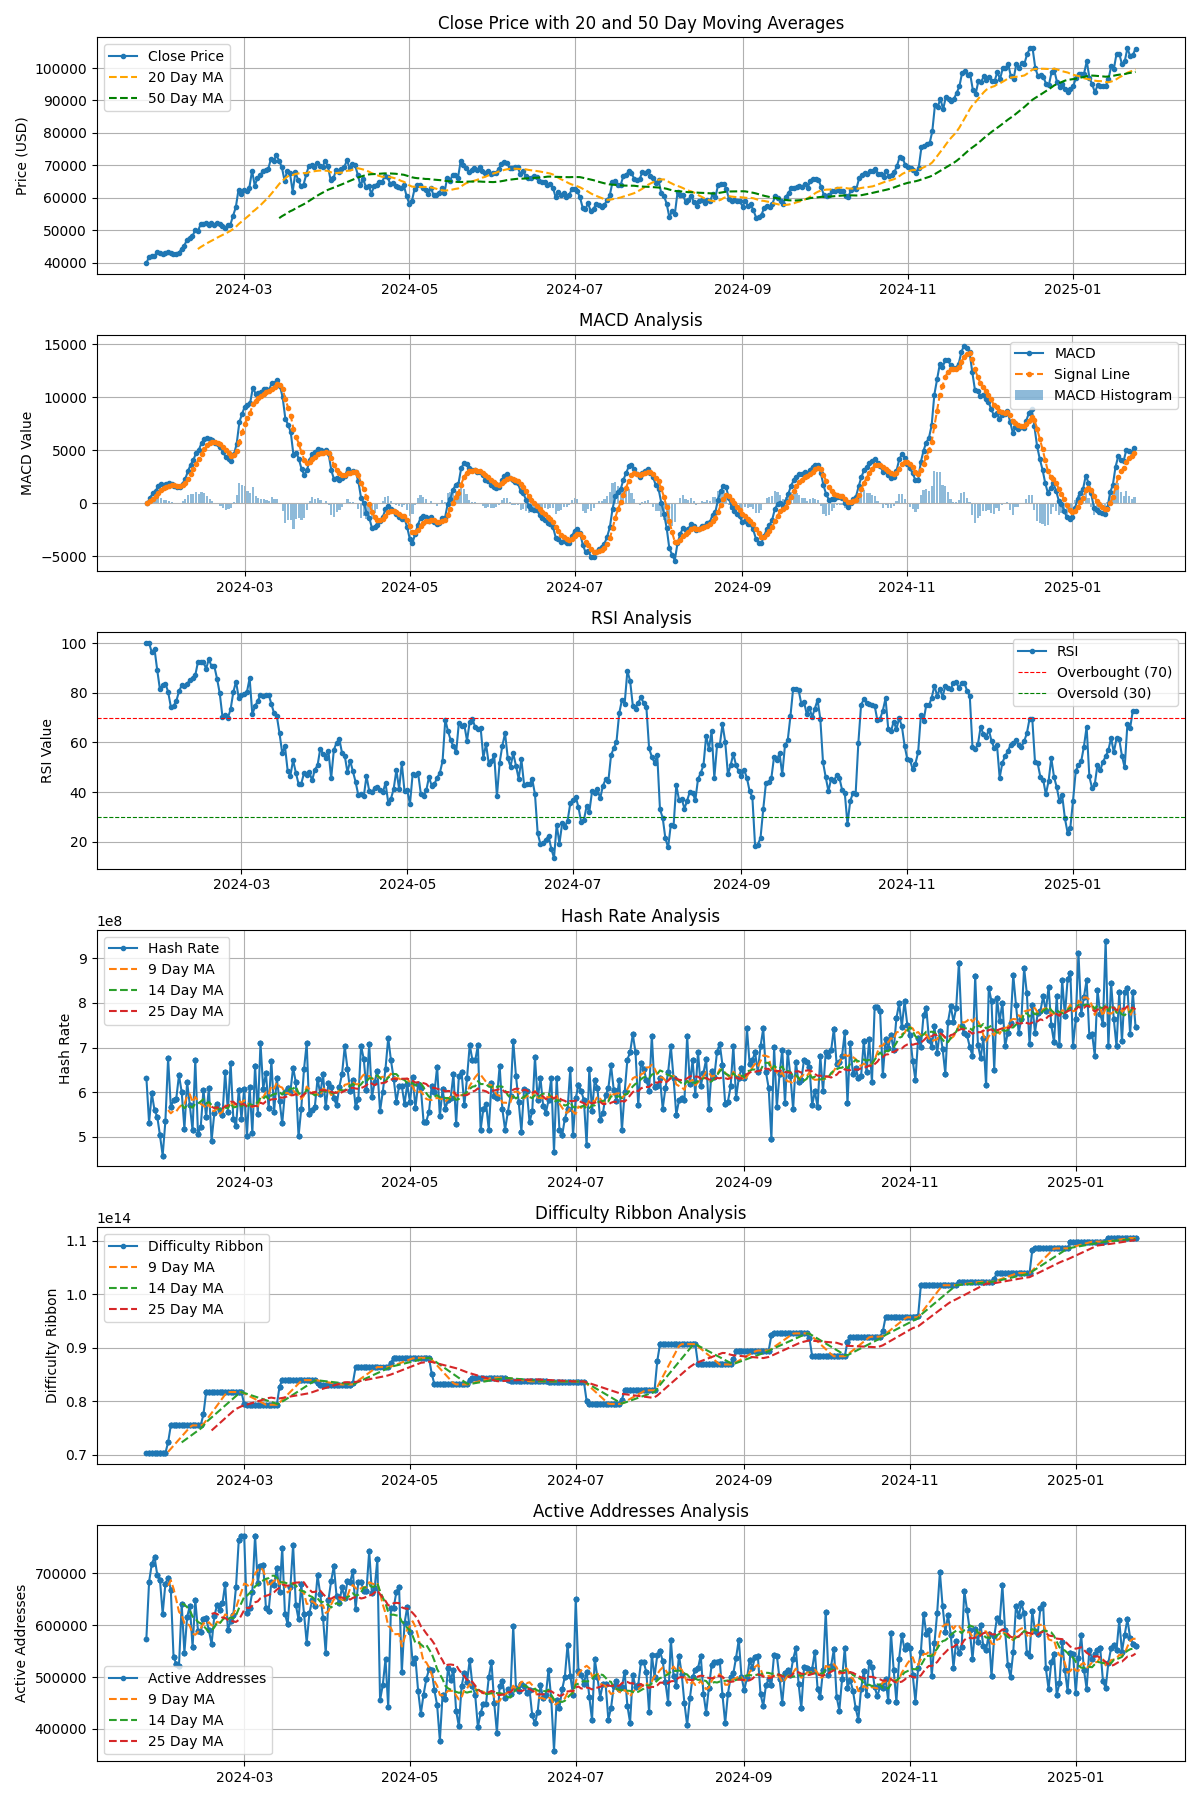 Close Price with 20 and 50 Day Moving Averages
Close Price
20 Day MA
50 Day MA
Price (USD)
100000
90000
80000
70000
60000
50000
40000
2024-03 2024-05 2024-07 2024-09 2024-11 2025-01
MACD Analysis
MACD
Signal Line
MACD Histogram
MACD Value
15000
10000
5000
0
−5000
2024-03 2024-05 2024-07 2024-09 2024-11 2025-01
RSI Analysis
RSI
Overbought (70)
Oversold (30)
RSI Value
100
80
60
40
20
2024-03 2024-05 2024-07 2024-09 2024-11 2025-01
Hash Rate Analysis
1e8
Hash Rate
9 Day MA
14 Day MA
25 Day MA
Hash Rate
9
8
7
6
5
2024-03 2024-05 2024-07 2024-09 2024-11 2025-01
Difficulty Ribbon Analysis
1e14
Difficulty Ribbon
9 Day MA
14 Day MA
25 Day MA
Difficulty Ribbon
1.1
1.0
0.9
0.8
0.7
2024-03 2024-05 2024-07 2024-09 2024-11 2025-01
Active Addresses Analysis
Active Addresses
700000
600000
500000
400000
Active Addresses
9 Day MA
14 Day MA
25 Day MA
2024-03 2024-05 2024-07 2024-09 2024-11 2025-01